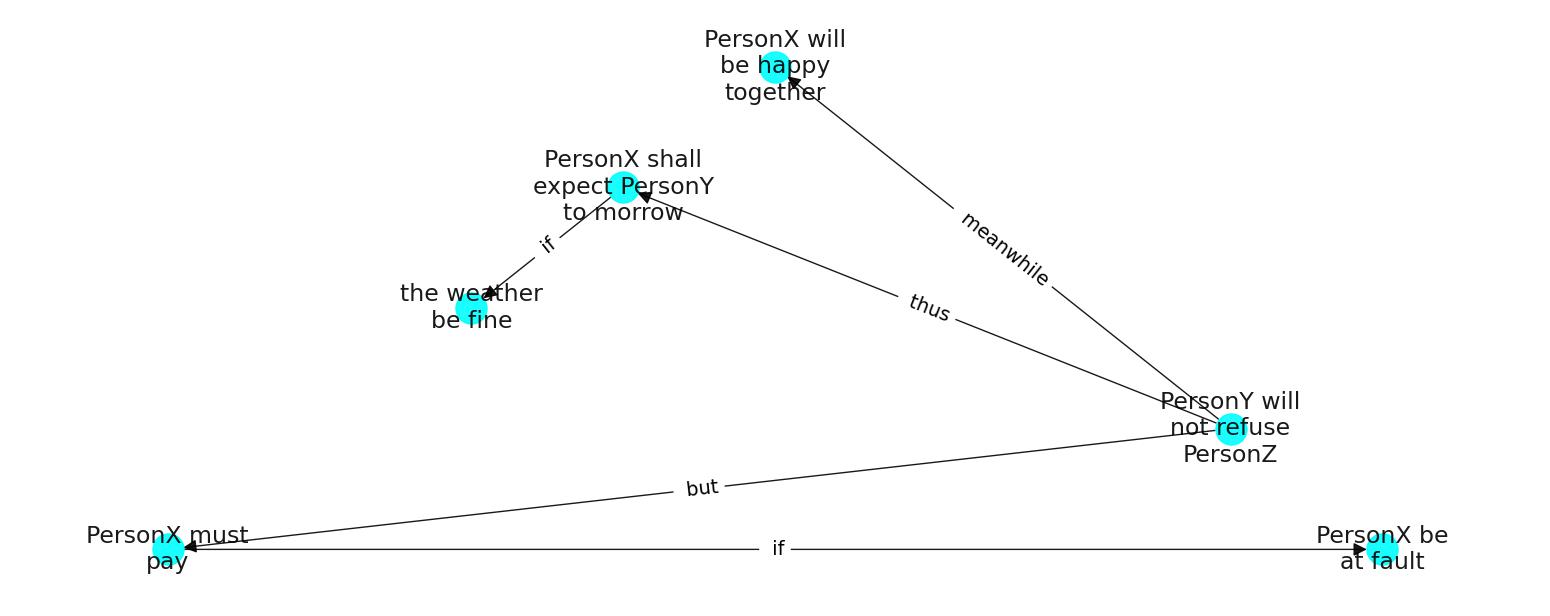 PersonX will
be happy
together
PersonX shall
expect PersonY
to morrow
meanwhile
if
the weather
be fine
thus
PersonY will
not refuse
PersonZ
but
PersonX must
pay
if
PersonX be
at fault